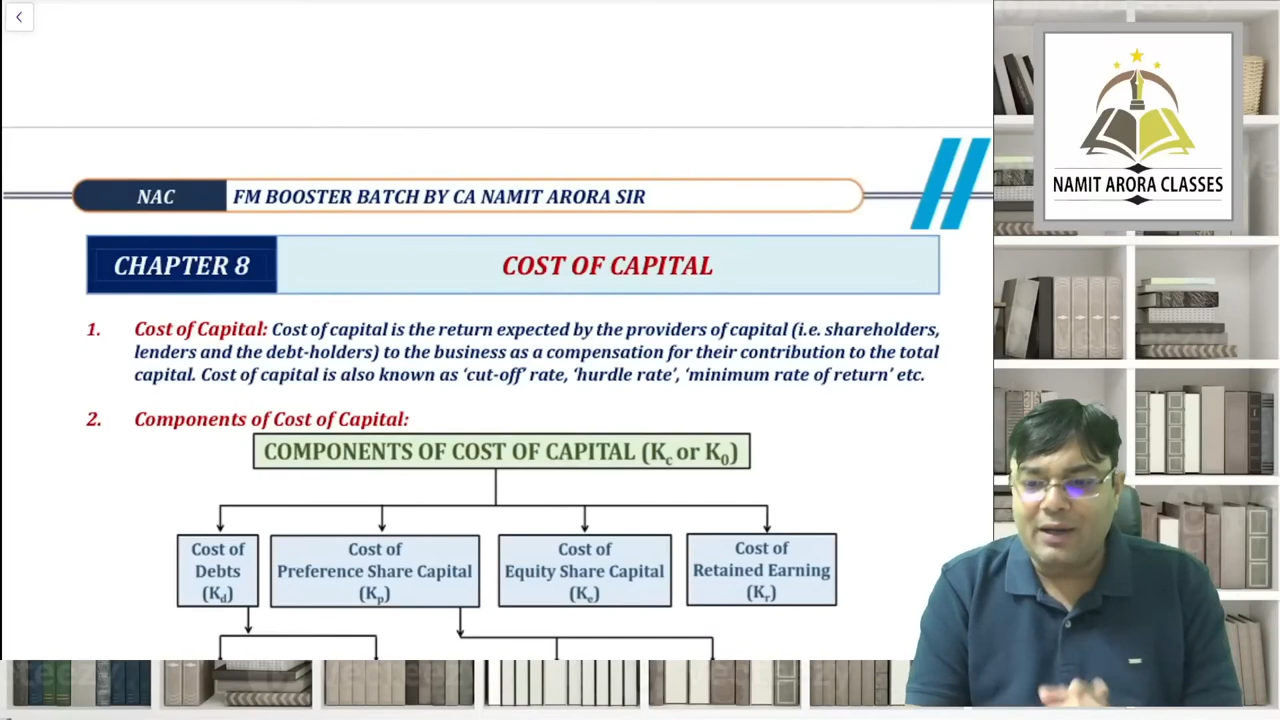 NAC FM BOOSTER BATCH BY CA NAMIT ARORA SIR
CHAPTER 8 COST OF CAPITAL
1. Cost of Capital: Cost of capital is the return expected by the providers of capital (i.e. shareholders,
lenders and the debt-holders) to the business as a compensation for their contribution to the total
capital. Cost of capital is also known as ‘cut-off’ rate, ‘hurdle rate’, ‘minimum rate of return’ etc.
2. Components of Cost of Capital:
COMPONENTS OF COST OF CAPITAL (Kc or K0)
Cost of
Debts
(Kd)
Cost of
Preference Share Capital
(Kp)
Cost of
Equity Share Capital
(Ke)
Cost of
Retained Earning
(Kr)
NAMIT ARORA CLASSES